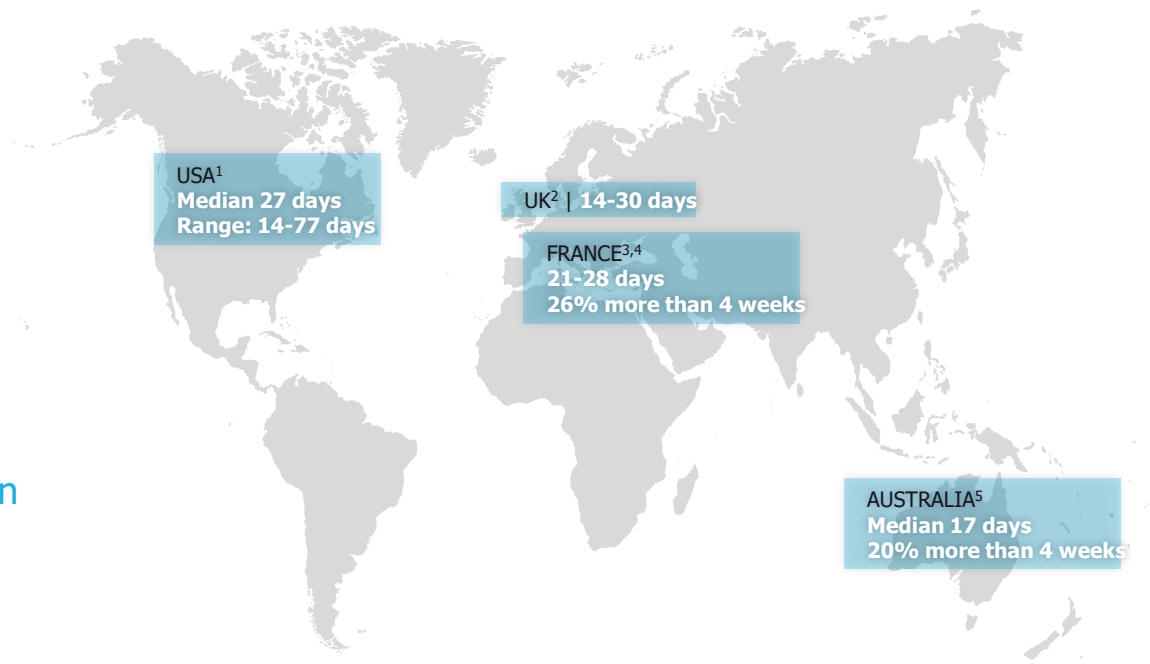 USA¹
Median 27 days
Range: 14-77 days
UK² | 14-30 days
FRANCE³,⁴
21-28 days
26% more than 4 weeks
n
AUSTRALIA⁵
Median 17 days
20% more than 4 weeks